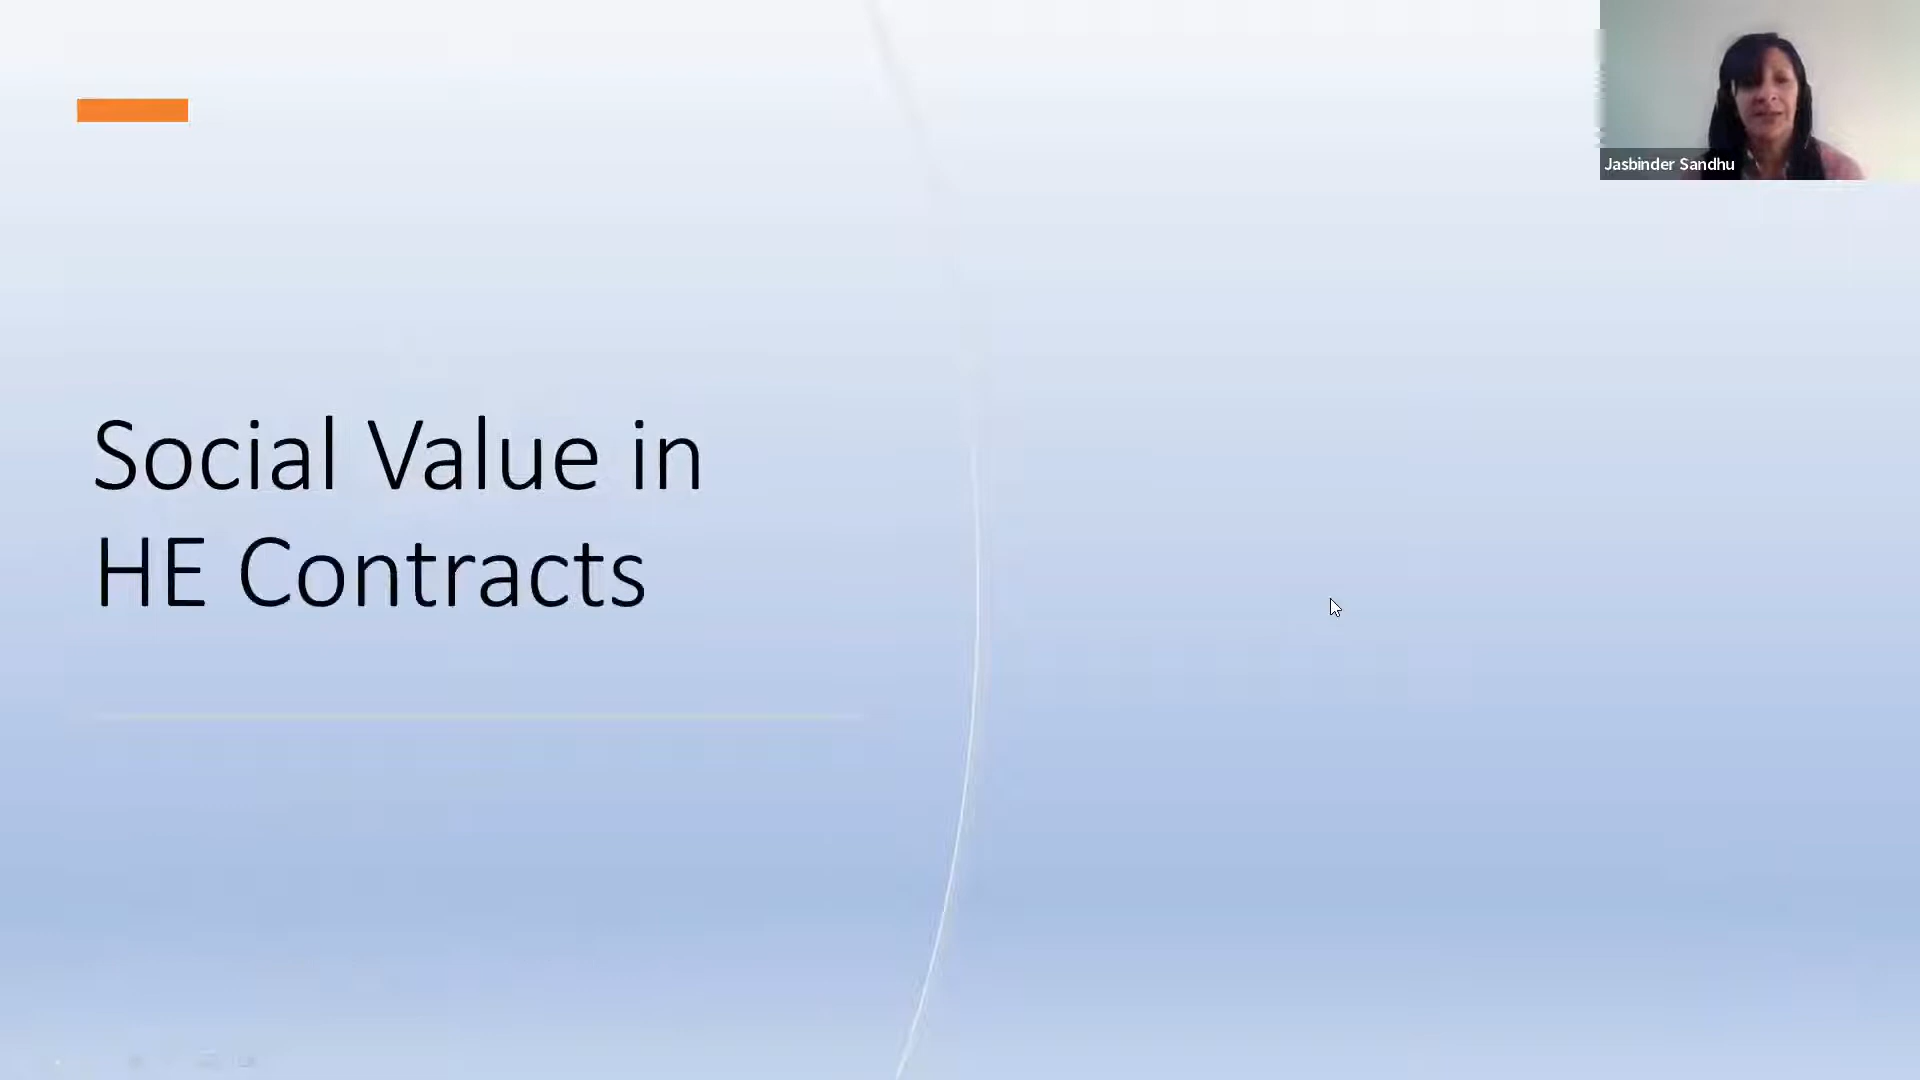 Jasbinder Sandhu
Social Value in
HE Contracts